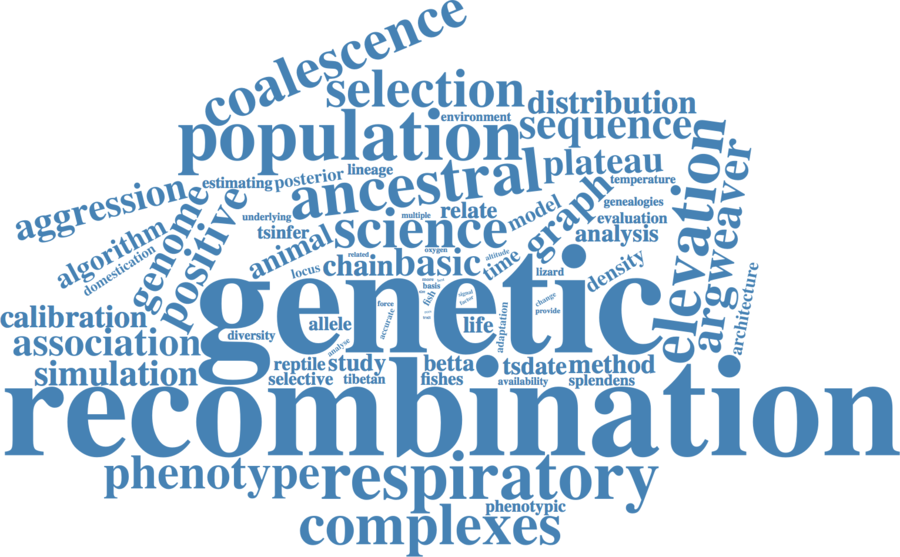 coalescence
selection
distribution
environment
population
sequence
plateau
ancestral
lineage
posterior
estimating
temperature
elevation
argweaver
aggression
genome
positive
underlying
multiple
relate
model
graph
genealogies
evaluation
tsinfer
science
analysis
algorithm
domestication
animal
related
oxygen
altitude
locus
chain
basic
time
lizard
density
genetic
basis
fish
signal
factor
change
provide
force
accurate
calibration
diversity
allele
life
adaptation
architecture
association
analyse
reptile
study
betta
tsdate
method
simulation
selective
tibetan
fishes
availability
splendens
recombination
phenotype
respiratory
phenotypic
complexes